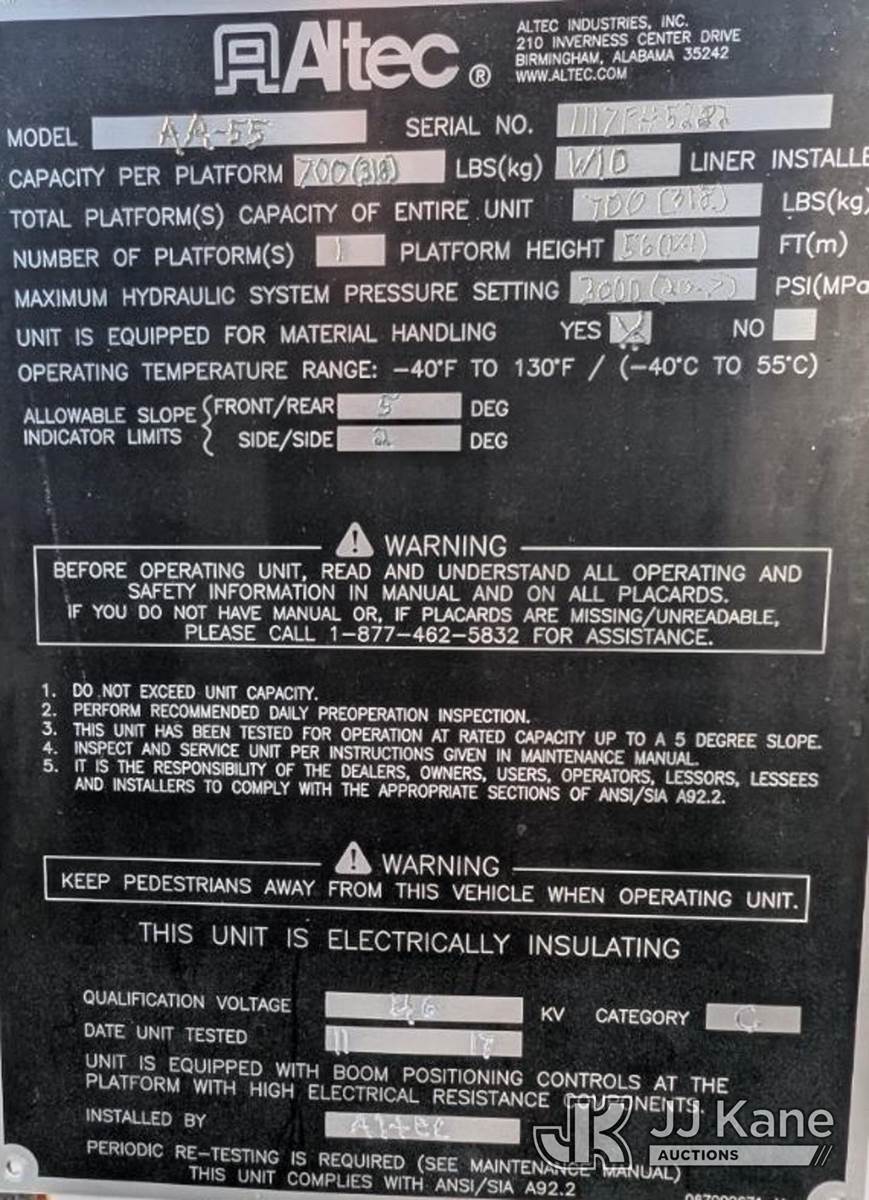 Altec®
ALTEC INDUSTRIES, INC.
210 INVERNESS CENTER DRIVE
BIRMINGHAM, ALABAMA 35242
WWW.ALTEC.COM
MODEL AA-55 SERIAL NO.
CAPACITY PER PLATFORM 700(318) LBS(kg) W/O LINER INSTALLE
TOTAL PLATFORM(S) CAPACITY OF ENTIRE UNIT 700 (318) LBS(kg)
NUMBER OF PLATFORM(S) 1 PLATFORM HEIGHT FT(m)
MAXIMUM HYDRAULIC SYSTEM PRESSURE SETTING 3000 (20.7) PSI(MPa
UNIT IS EQUIPPED FOR MATERIAL HANDLING YES X NO
OPERATING TEMPERATURE RANGE: -40°F TO 130°F / (-40°C TO 55°C)
ALLOWABLE SLOPE { FRONT/REAR 5 DEG
INDICATOR LIMITS { SIDE/SIDE 2 DEG
WARNING
BEFORE OPERATING UNIT, READ AND UNDERSTAND ALL OPERATING AND
SAFETY INFORMATION IN MANUAL AND ON ALL PLACARDS.
IF YOU DO NOT HAVE MANUAL OR, IF PLACARDS ARE MISSING/UNREADABLE,
PLEASE CALL 1-877-462-5832 FOR ASSISTANCE.
1. DO NOT EXCEED UNIT CAPACITY.
2. PERFORM RECOMMENDED DAILY PREOPERATION INSPECTION.
3. THIS UNIT HAS BEEN TESTED FOR OPERATION AT RATED CAPACITY UP TO A 5 DEGREE SLOPE.
4. INSPECT AND SERVICE UNIT PER INSTRUCTIONS GIVEN IN MAINTENANCE MANUAL.
5. IT IS THE RESPONSIBILITY OF THE DEALERS, OWNERS, USERS, OPERATORS, LESSORS, LESSEES
AND INSTALLERS TO COMPLY WITH THE APPROPRIATE SECTIONS OF ANSI/SIA A92.2.
WARNING
KEEP PEDESTRIANS AWAY FROM THIS VEHICLE WHEN OPERATING UNIT.
THIS UNIT IS ELECTRICALLY INSULATING
QUALIFICATION VOLTAGE 46 KV CATEGORY C
DATE UNIT TESTED 11
UNIT IS EQUIPPED WITH BOOM POSITIONING CONTROLS AT THE
PLATFORM WITH HIGH ELECTRICAL RESISTANCE COMPONENTS.
INSTALLED BY Altec
PERIODIC RE-TESTING IS REQUIRED (SEE MAINTENANCE MANUAL)
THIS UNIT COMPLIES WITH ANSI/SIA A92.2
JK JJ Kane
AUCTIONS